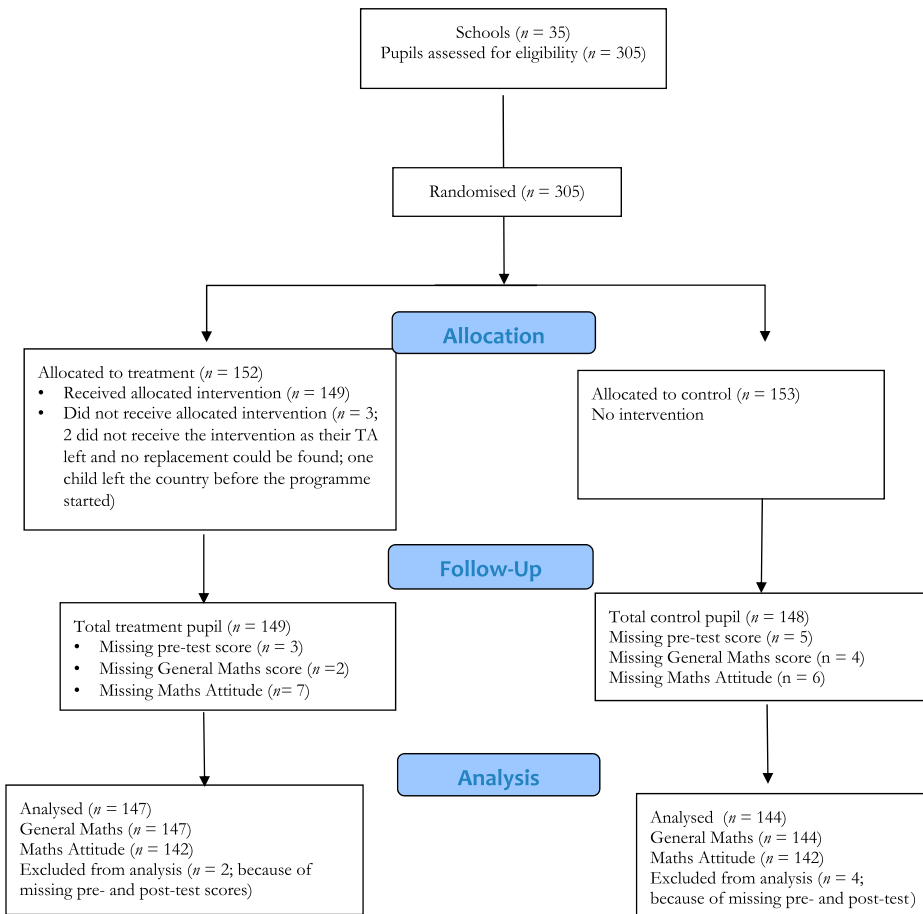 Schools (n = 35)
Pupils assessed for eligibility (n = 305)
Randomised (n = 305)
Allocation
Allocated to treatment (n = 152)
• Received allocated intervention (n = 149)
• Did not receive allocated intervention (n = 3;
2 did not receive the intervention as their TA
left and no replacement could be found; one
child left the country before the programme
started)
Allocated to control (n = 153)
No intervention
Follow-Up
Total treatment pupil (n = 149)
• Missing pre-test score (n = 3)
• Missing General Maths score (n =2)
• Missing Maths Attitude (n= 7)
Total control pupil (n = 148)
Missing pre-test score (n = 5)
Missing General Maths score (n = 4)
Missing Maths Attitude (n = 6)
Analysis
Analysed (n = 147)
General Maths (n = 147)
Maths Attitude (n = 142)
Excluded from analysis (n = 2; because of
missing pre- and post-test scores)
Analysed (n = 144)
General Maths (n = 144)
Maths Attitude (n = 142)
Excluded from analysis (n = 4;
because of missing pre- and post-test)